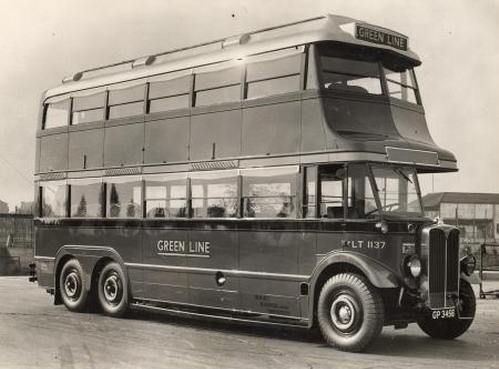 GREEN LINE
LT 1137
GREEN LINE
GP 3456